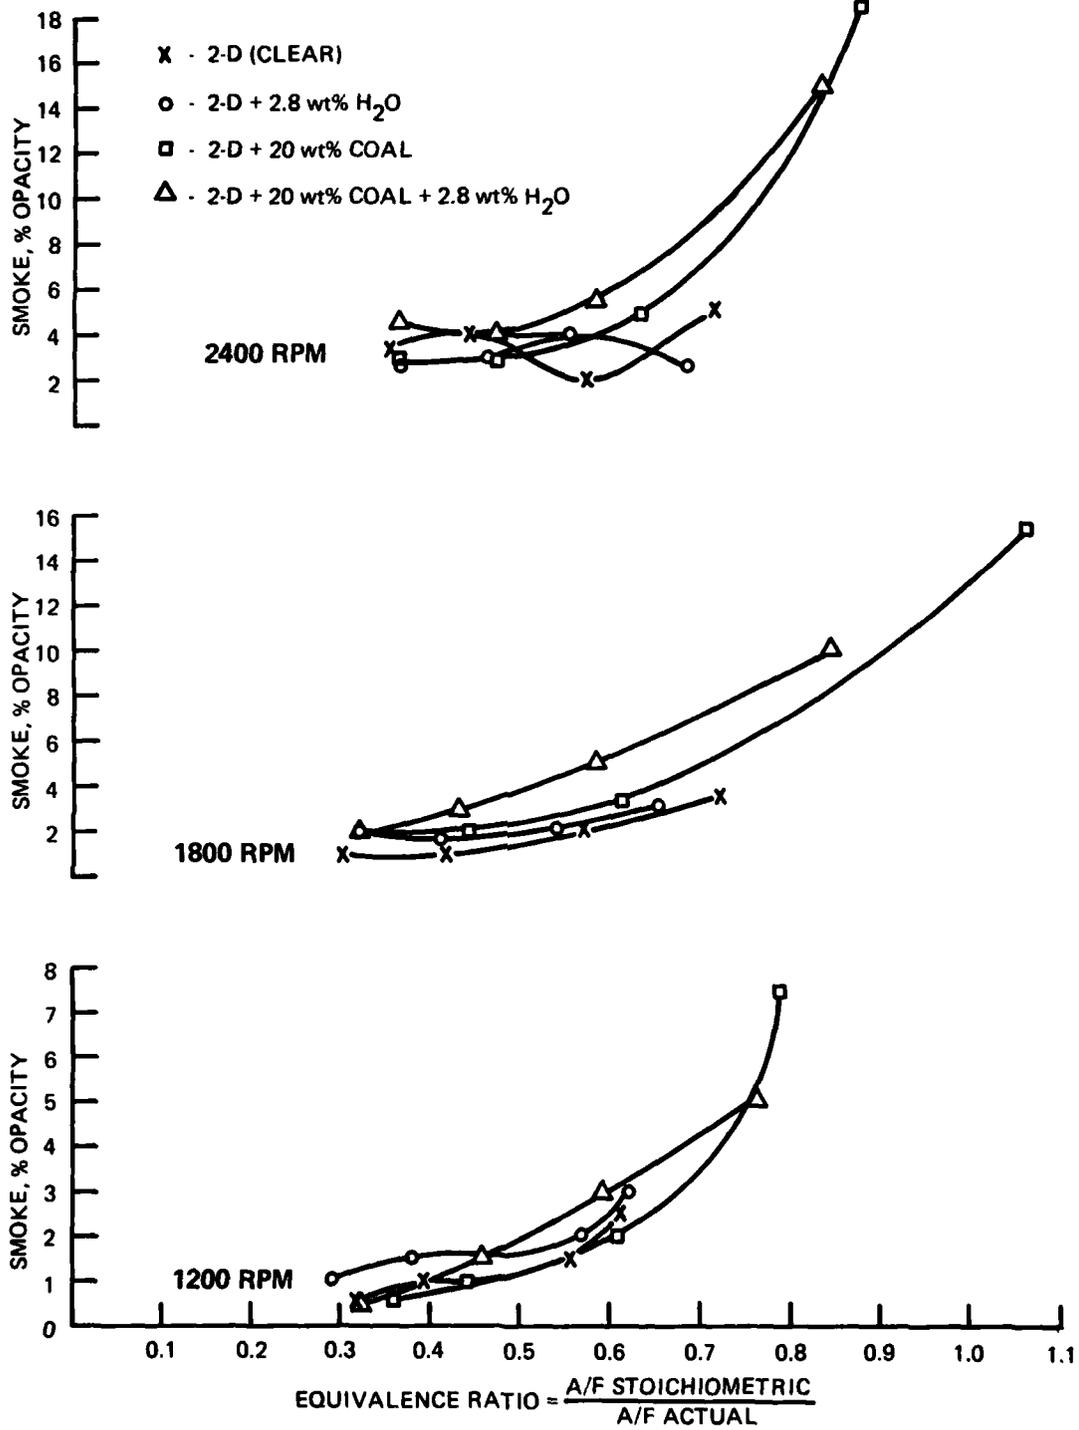 18
16
14
12
10
8
6
4
2
SMOKE, % OPACITY
X - 2-D (CLEAR)
O - 2-D + 2.8 wt% H2O
□ - 2-D + 20 wt% COAL
△ - 2-D + 20 wt% COAL + 2.8 wt% H2O
2400 RPM
16
14
12
10
8
6
4
2
SMOKE, % OPACITY
1800 RPM
8
7
6
5
4
3
2
1
0
SMOKE, % OPACITY
1200 RPM
0.1 0.2 0.3 0.4 0.5 0.6 0.7 0.8 0.9 1.0 1.1
EQUIVALENCE RATIO = A/F STOICHIOMETRIC
A/F ACTUAL